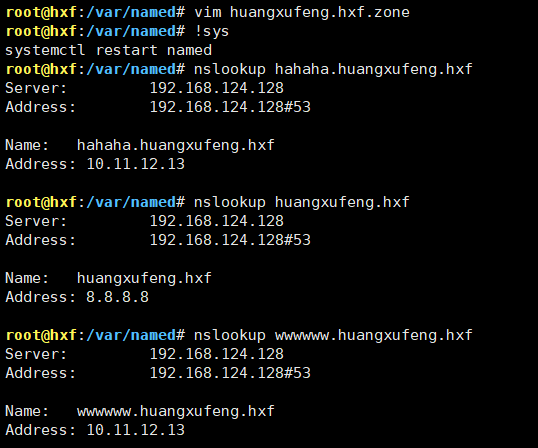 root@hxf:/var/named# vim huangxufeng.hxf.zone
root@hxf:/var/named# !sys
systemctl restart named
root@hxf:/var/named# nslookup hahaha.huangxufeng.hxf
Server:         192.168.124.128
Address:        192.168.124.128#53

Name:   hahaha.huangxufeng.hxf
Address: 10.11.12.13

root@hxf:/var/named# nslookup huangxufeng.hxf
Server:         192.168.124.128
Address:        192.168.124.128#53

Name:   huangxufeng.hxf
Address: 8.8.8.8

root@hxf:/var/named# nslookup wwwwww.huangxufeng.hxf
Server:         192.168.124.128
Address:        192.168.124.128#53

Name:   wwwwww.huangxufeng.hxf
Address: 10.11.12.13